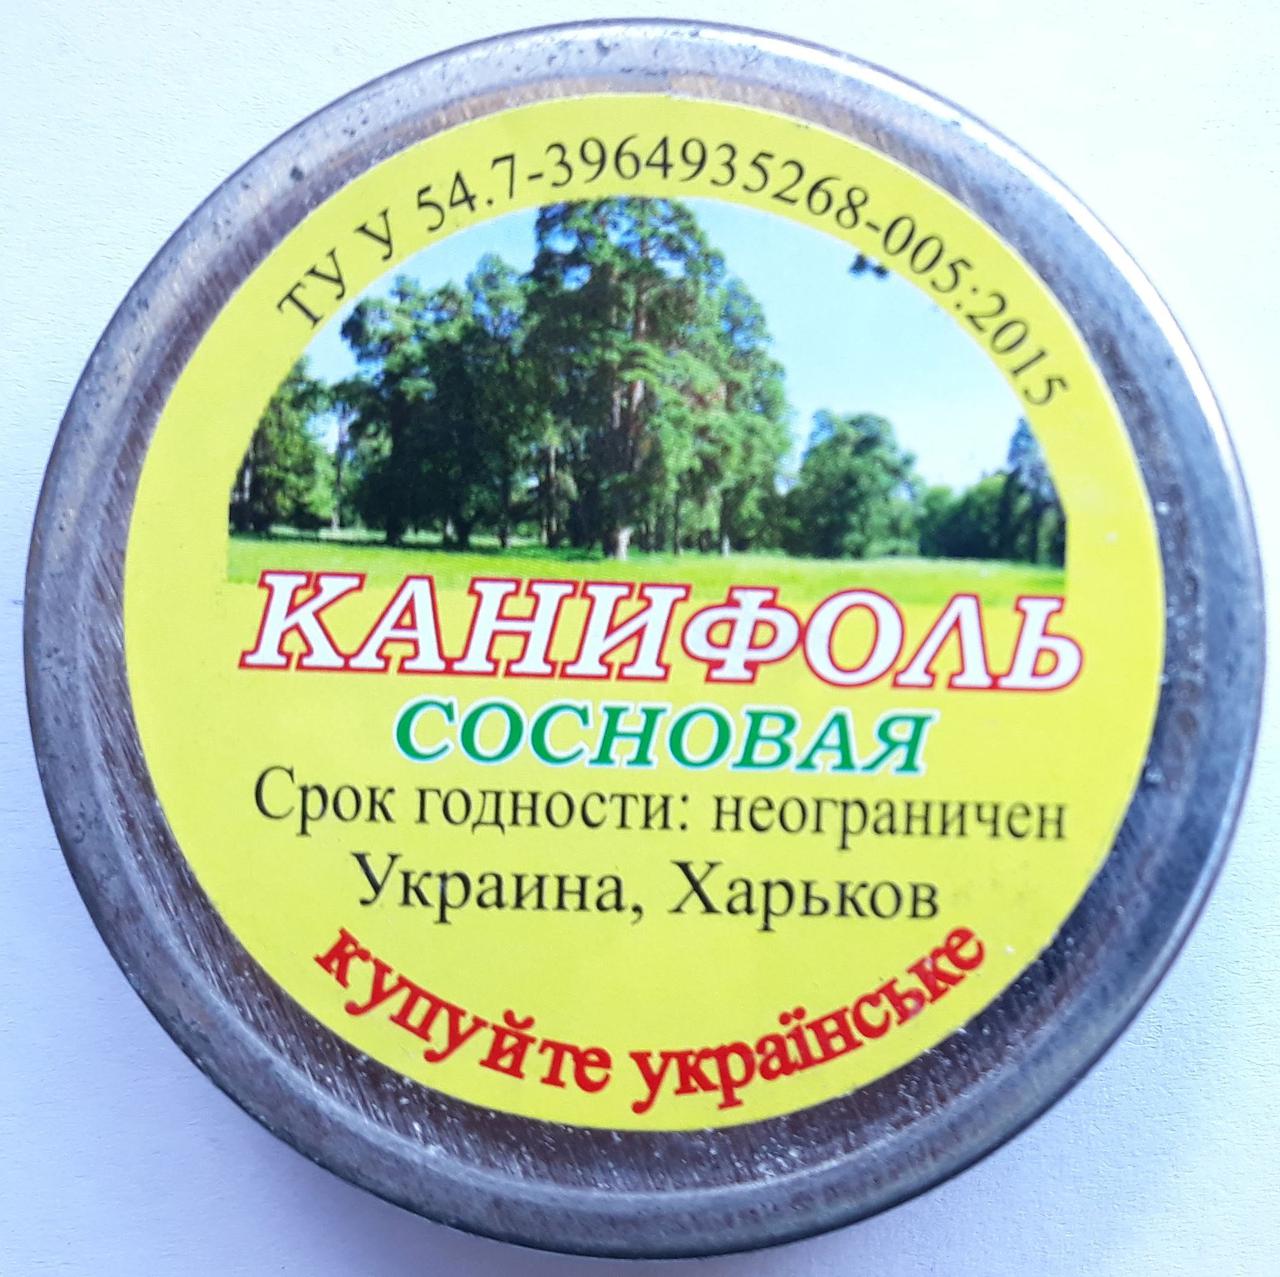 ТУ У 54.7-3964935268-005:2015
КАНИФОЛЬ
СОСНОВАЯ
Срок годности: неограничен
Украина, Харьков
купуйте українське